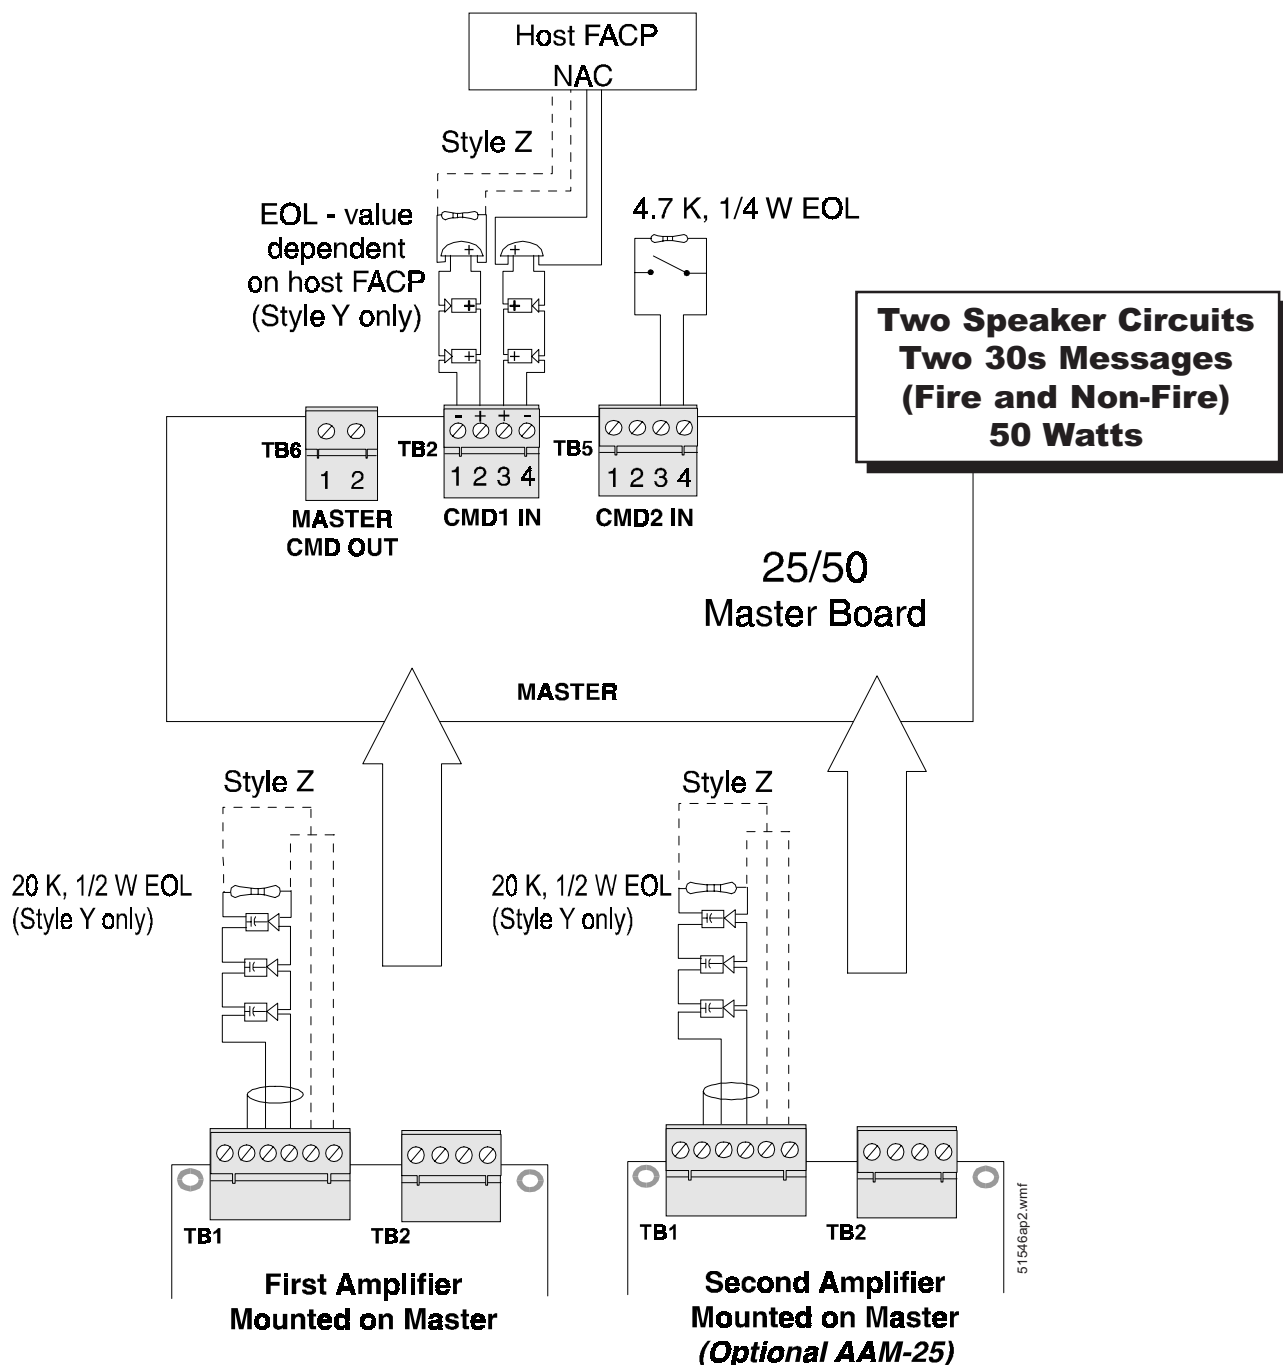 Host FACP
NAC
Style Z
EOL - value
dependent
on host FACP
(Style Y only)
4.7 K, 1/4 W EOL
+ +
+ +
+ +
Two Speaker Circuits
Two 30s Messages
(Fire and Non-Fire)
50 Watts
- + + -
TB6
TB2
TB5
1 2
1 2 3 4
1 2 3 4
MASTER
CMD OUT
CMD1 IN
CMD2 IN
25/50
Master Board
MASTER
Style Z
20 K, 1/2 W EOL
(Style Y only)
Style Z
20 K, 1/2 W EOL
(Style Y only)
TB1
TB2
First Amplifier
Mounted on Master
TB1
TB2
Second Amplifier
Mounted on Master
(Optional AAM-25)
51546ap2.wmf